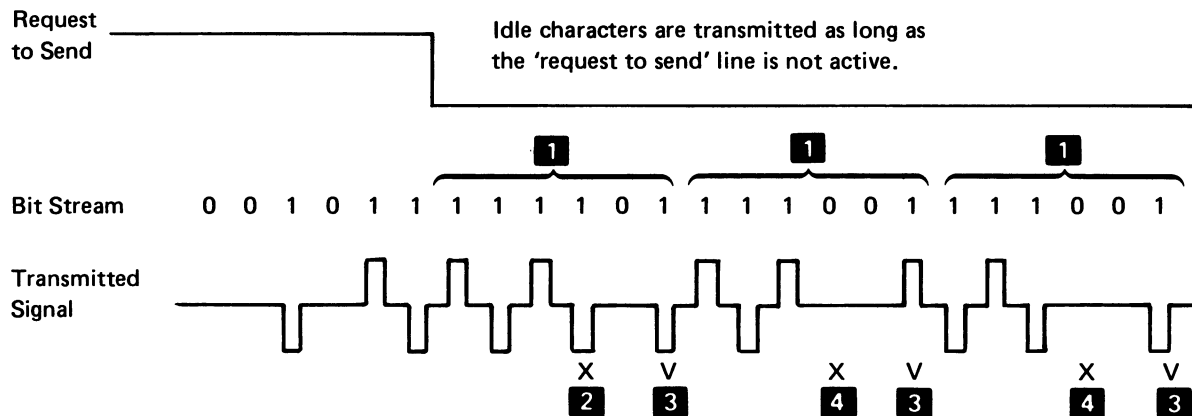 Request
to Send
Idle characters are transmitted as long as
the 'request to send' line is not active.
1 1 1
Bit Stream 0 0 1 0 1 1 1 1 1 1 0 1 1 1 1 0 0 1 1 1 1 0 0 1
Transmitted
Signal
X V X V X V
2 3 4 3 4 3